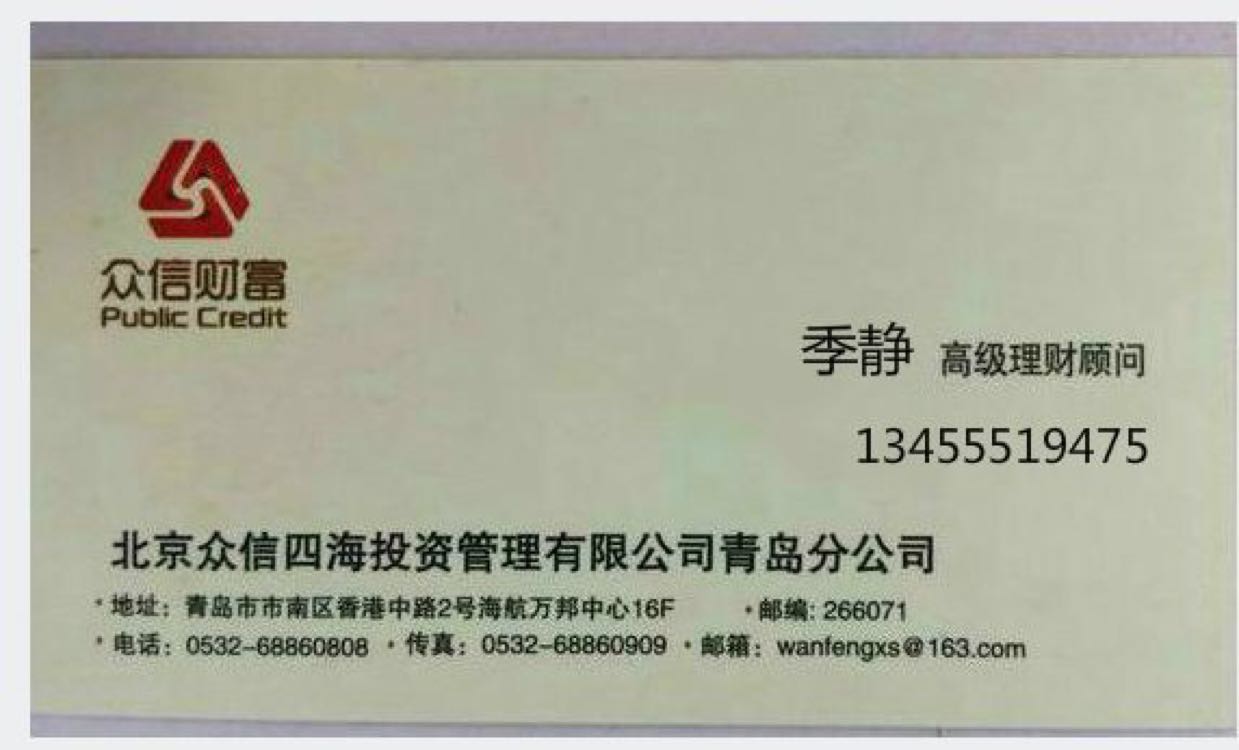 众信财富
Public Credit
季静 高级理财顾问
13455519475
北京众信四海投资管理有限公司青岛分公司
·地址：青岛市市南区香港中路2号海航万邦中心16F ·邮编：266071
·电话：0532-68860808 ·传真：0532-68860909 ·邮箱：wanfengxs@163.com